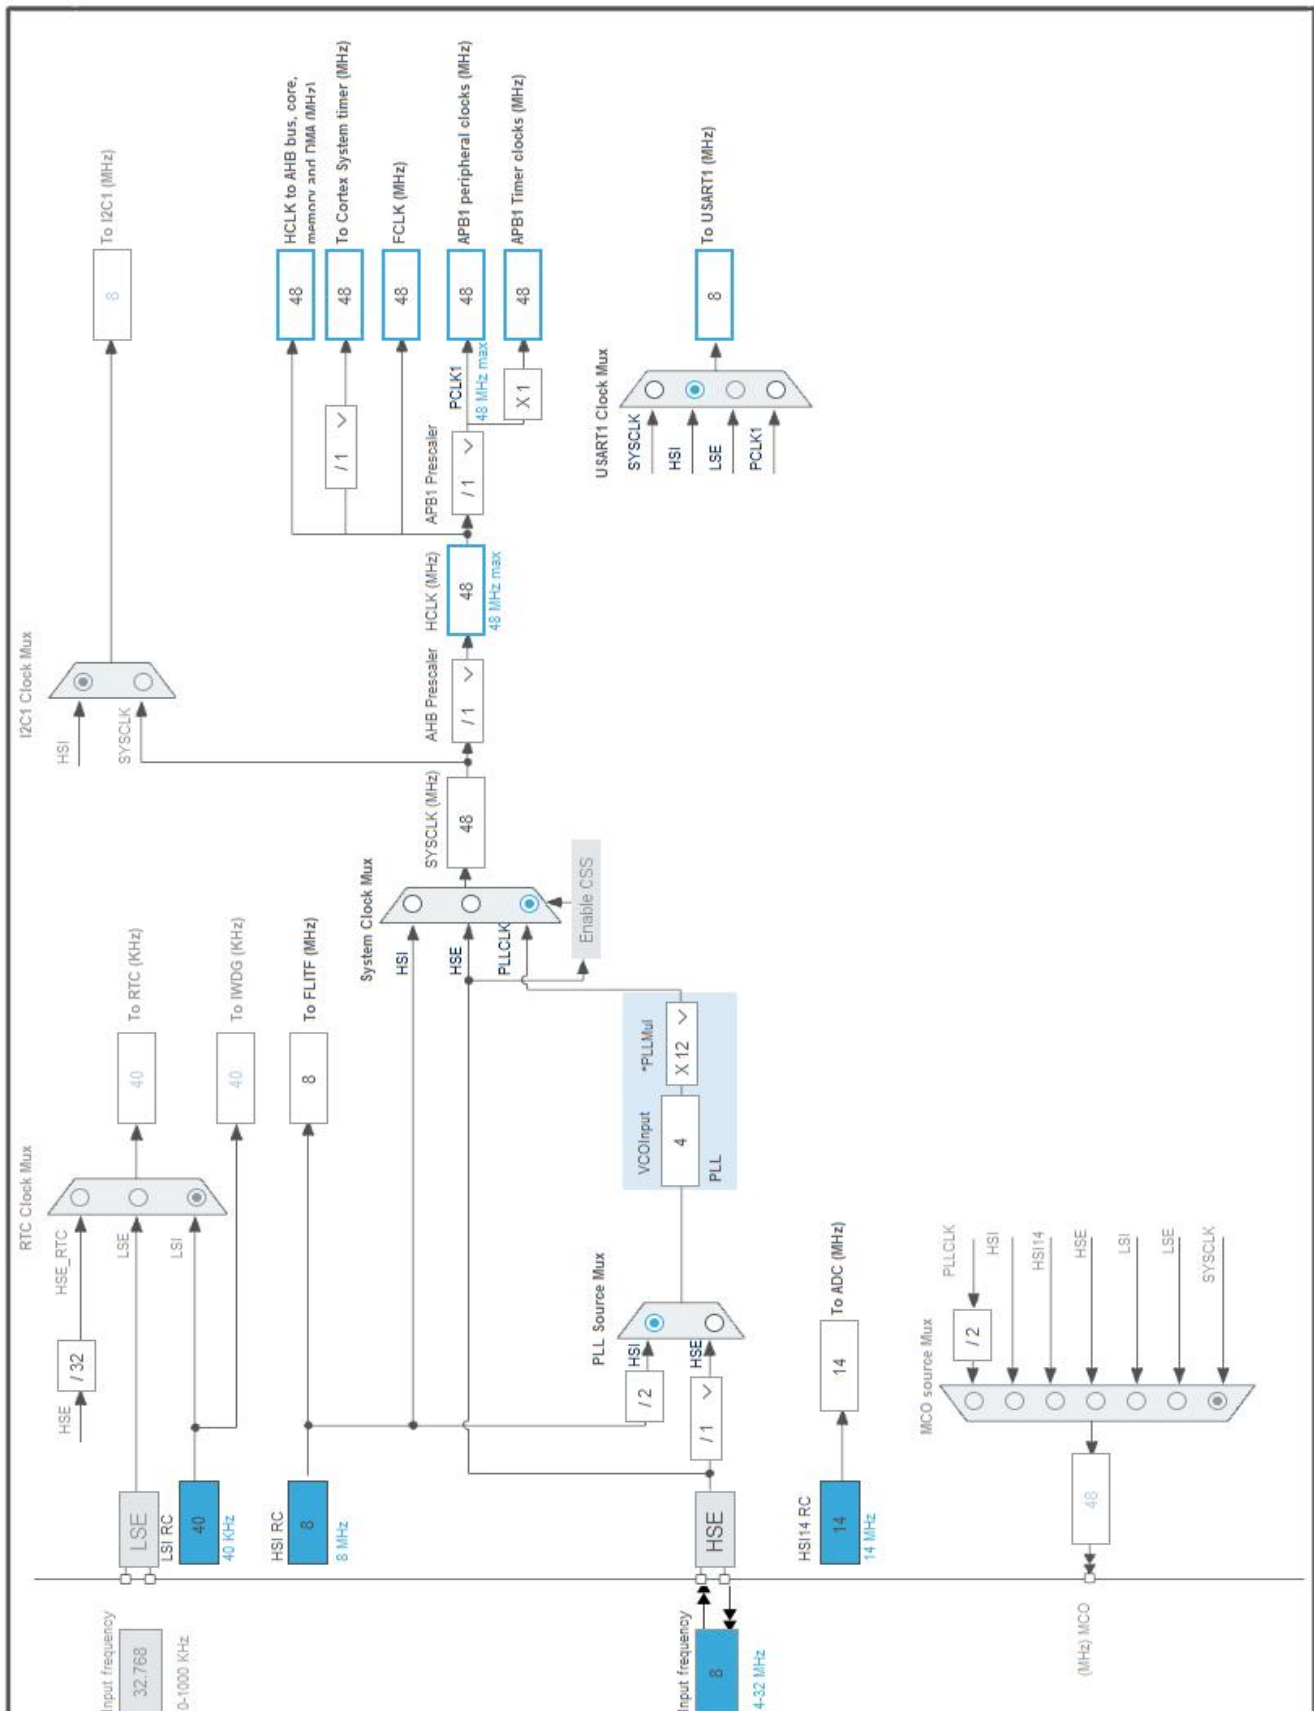 Input frequency
32.768
0-1000 KHz
LSE
LSI RC
40
40 KHz
HSI RC
8
8 MHz
HSE
/ 32
HSE_RTC
LSE
LSI
RTC Clock Mux
40
To RTC (KHz)
40
To IWDG (KHz)
8
To FLITF (MHz)
I2C1 Clock Mux
HSI
SYSCLK
8
To I2C1 (MHz)
Input frequency
8
4-32 MHz
HSE
/ 2
HSI
/ 1
HSE
PLL Source Mux
VCOInput
4
*PLLMul
X 12
PLL
System Clock Mux
HSI
HSE
PLLCLK
Enable CSS
SYSCLK (MHz)
48
AHB Prescaler
/ 1
HCLK (MHz)
48
48 MHz max
APB1 Prescaler
/ 1
PCLK1
48 MHz max
X 1
/ 1
48
HCLK to AHB bus, core,
memory and DMA (MHz)
48
To Cortex System timer (MHz)
48
FCLK (MHz)
48
APB1 peripheral clocks (MHz)
48
APB1 Timer clocks (MHz)
USART1 Clock Mux
SYSCLK
HSI
LSE
PCLK1
8
To USART1 (MHz)
HSI14 RC
14
14 MHz
14
To ADC (MHz)
MCO source Mux
/ 2
PLLCLK
HSI
HSI14
HSE
LSI
LSE
SYSCLK
48
(MHz) MCO